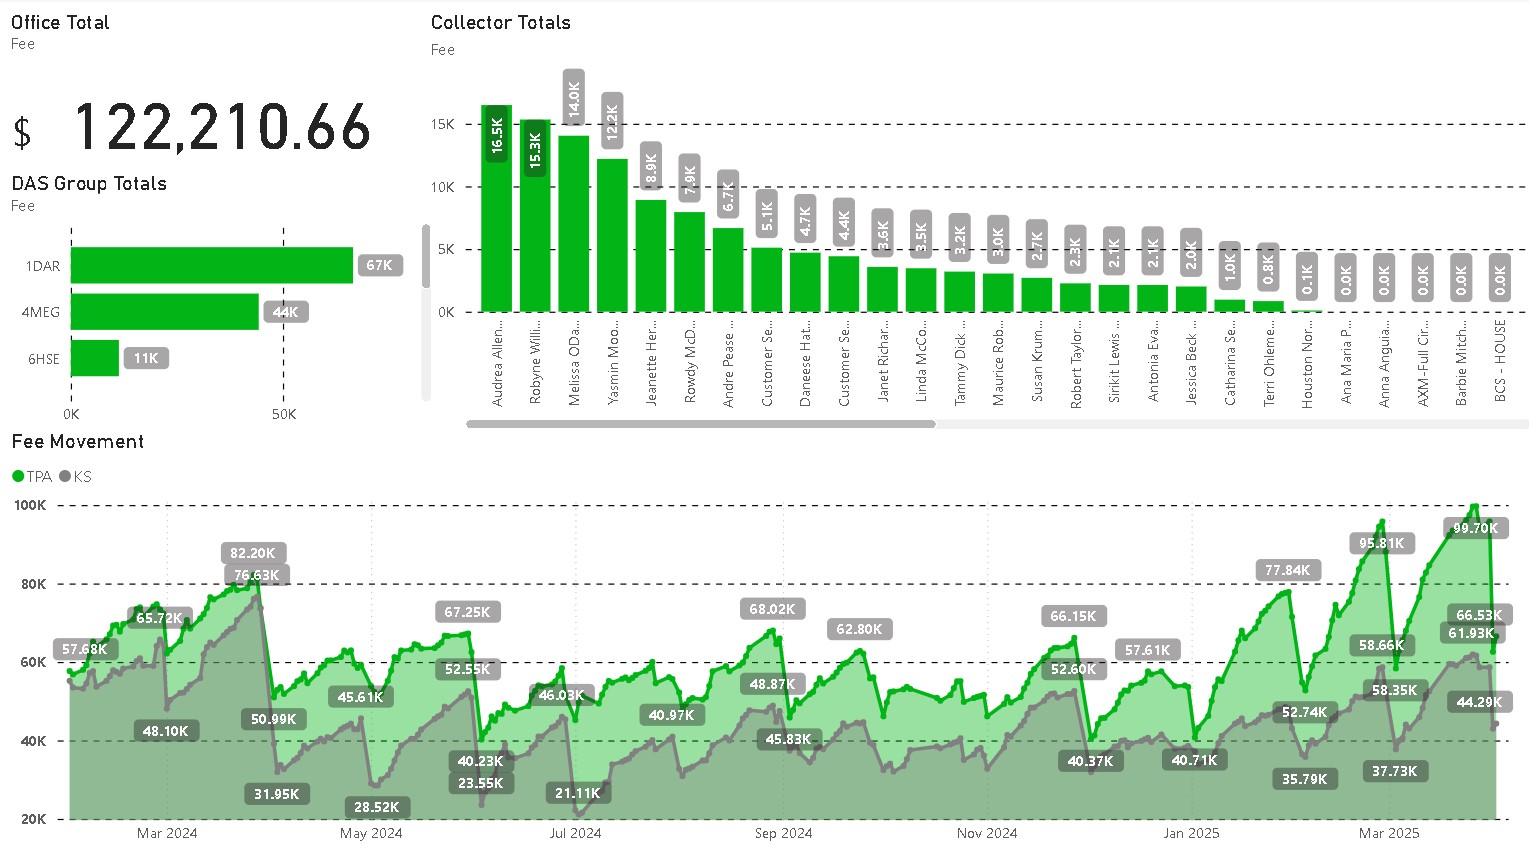 Office Total
Fee
$ 122,210.66
DAS Group Totals
Fee
1DAR
67K
4MEG
44K
6HSE
11K
0K
50K
Collector Totals
Fee
15K
10K
5K
0K
16.5K
15.3K
14.0K
12.2K
8.9K
7.9K
6.7K
5.1K
4.7K
4.4K
3.6K
3.5K
3.2K
3.0K
2.7K
2.3K
2.1K
2.1K
2.0K
1.0K
0.8K
0.1K
0.0K
0.0K
0.0K
0.0K
0.0K
Audrea Allen...
Robyne Willi...
Melissa ODa...
Yasmin Moo...
Jeanette Her...
Rowdy McD...
Andre Pease ...
Customer Se...
Daneese Hat...
Customer Se...
Janet Richar...
Linda McCo...
Tammy Dick ...
Maurice Rob...
Susan Krum...
Robert Taylor...
Sirikit Lewis ...
Antonia Eva...
Jessica Beck ...
Catharina Se...
Terri Ohleme...
Houston Nor...
Ana Maria P...
Anna Anguia...
AXM-Full Cir...
Barbie Mitch...
BCS - HOUSE
Fee Movement
TPA KS
100K
80K
60K
40K
20K
57.68K
65.72K
48.10K
82.20K
76.63K
50.99K
31.95K
45.61K
28.52K
67.25K
52.55K
40.23K
23.55K
46.03K
21.11K
40.97K
68.02K
48.87K
45.83K
62.80K
66.15K
52.60K
40.37K
57.61K
40.71K
77.84K
52.74K
35.79K
95.81K
58.66K
58.35K
37.73K
99.70K
66.53K
61.93K
44.29K
Mar 2024
May 2024
Jul 2024
Sep 2024
Nov 2024
Jan 2025
Mar 2025